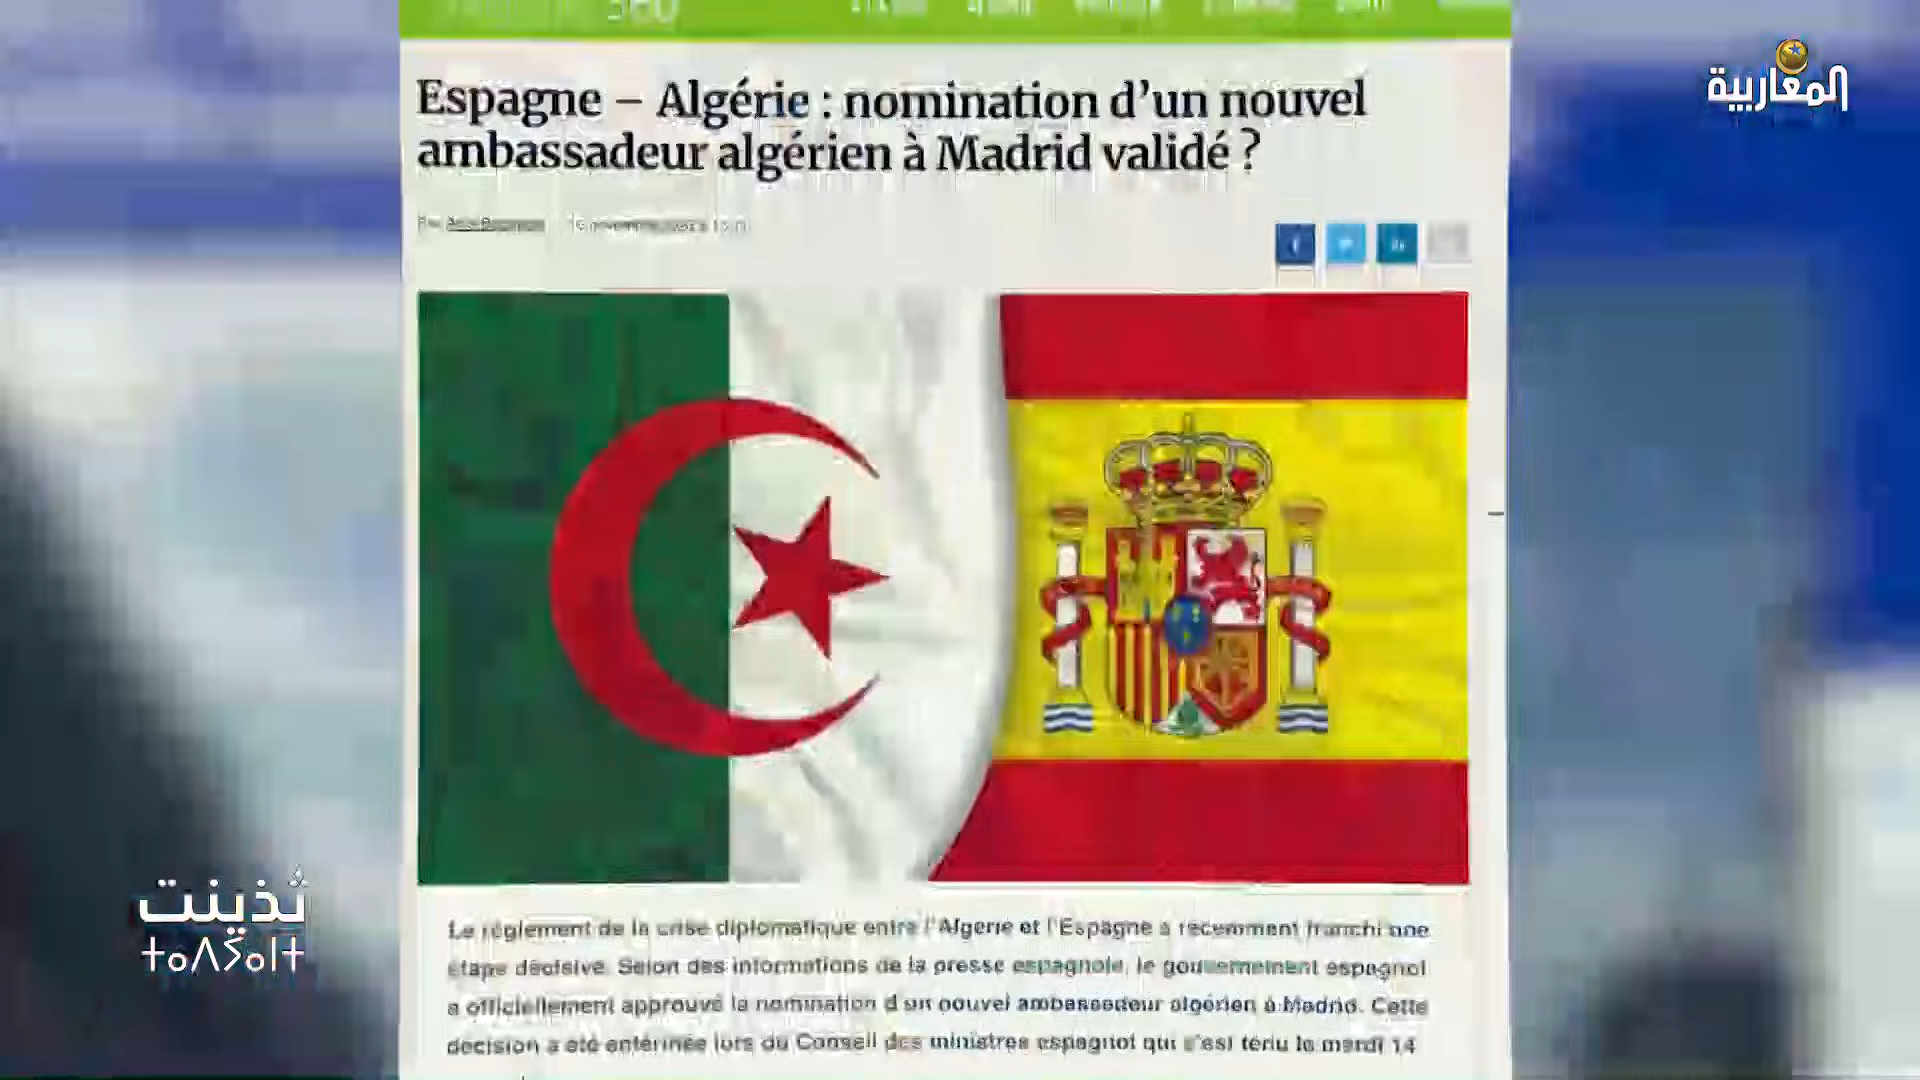 360
Espagne – Algérie : nomination d’un nouvel
ambassadeur algérien à Madrid validé ?
Par
المغاربية
Le règlement de la crise diplomatique entre l'Algérie et l'Espagne a récemment franchi une
étape décisive. Selon des informations de la presse espagnole, le gouvernement espagnol
a officiellement approuvé la nomination d'un nouvel ambassadeur algérien à Madrid. Cette
décision a été entérinée lors du Conseil des ministres espagnol qui s'est tenu le mardi 14
ثذينت
ⵜⴰⴷⵢⴰⵏⵜ